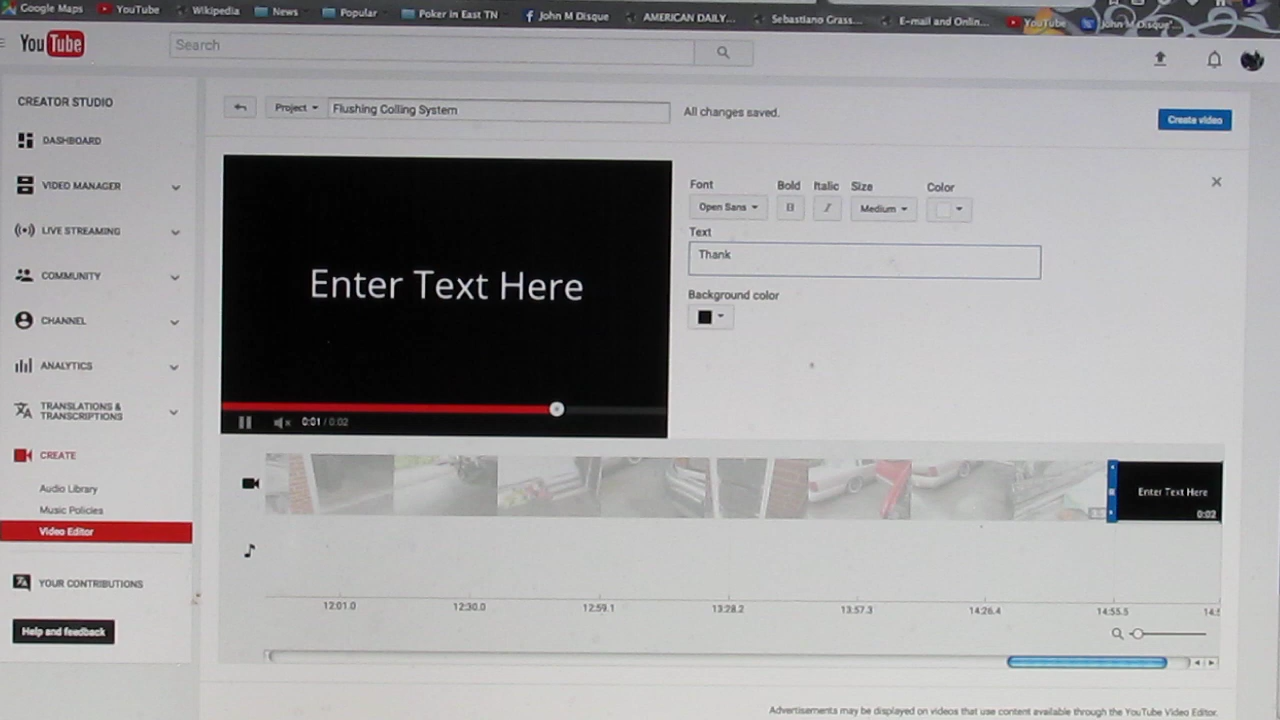 Google Maps YouTube Wikipedia News Popular Poker in East TN John M Disque AMERICAN DAILY... Sebastiano Grass... E-mail and Onlin... YouTube John M Disque'...
YouTube Search
CREATOR STUDIO
DASHBOARD
VIDEO MANAGER
LIVE STREAMING
COMMUNITY
CHANNEL
ANALYTICS
TRANSLATIONS &
TRANSCRIPTIONS
CREATE
Audio Library
Music Policies
Video Editor
YOUR CONTRIBUTIONS
Help and feedback
Project Flushing Colling System All changes saved. Create video
Enter Text Here
0:01 / 0:02
Font Bold Italic Size Color
Open Sans B I Medium
Text
Thank
Background color
Enter Text Here
0:02
12:01.0 12:30.0 12:59.1 13:28.2 13:57.3 14:26.4 14:55.5
Advertisements may be displayed on videos that use content available through the YouTube Video Editor.